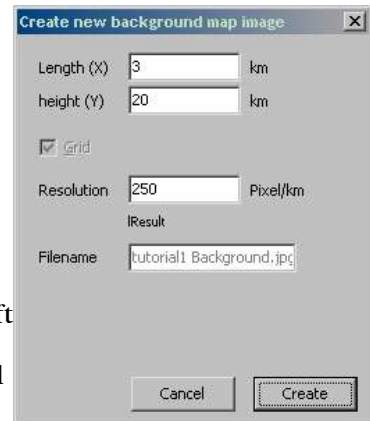 Create new background map image
Length (X) 3 km
height (Y) 20 km
Grid
Resolution 250 Pixel/km
lResult
Filename tutorial1 Background.jpg
Cancel Create